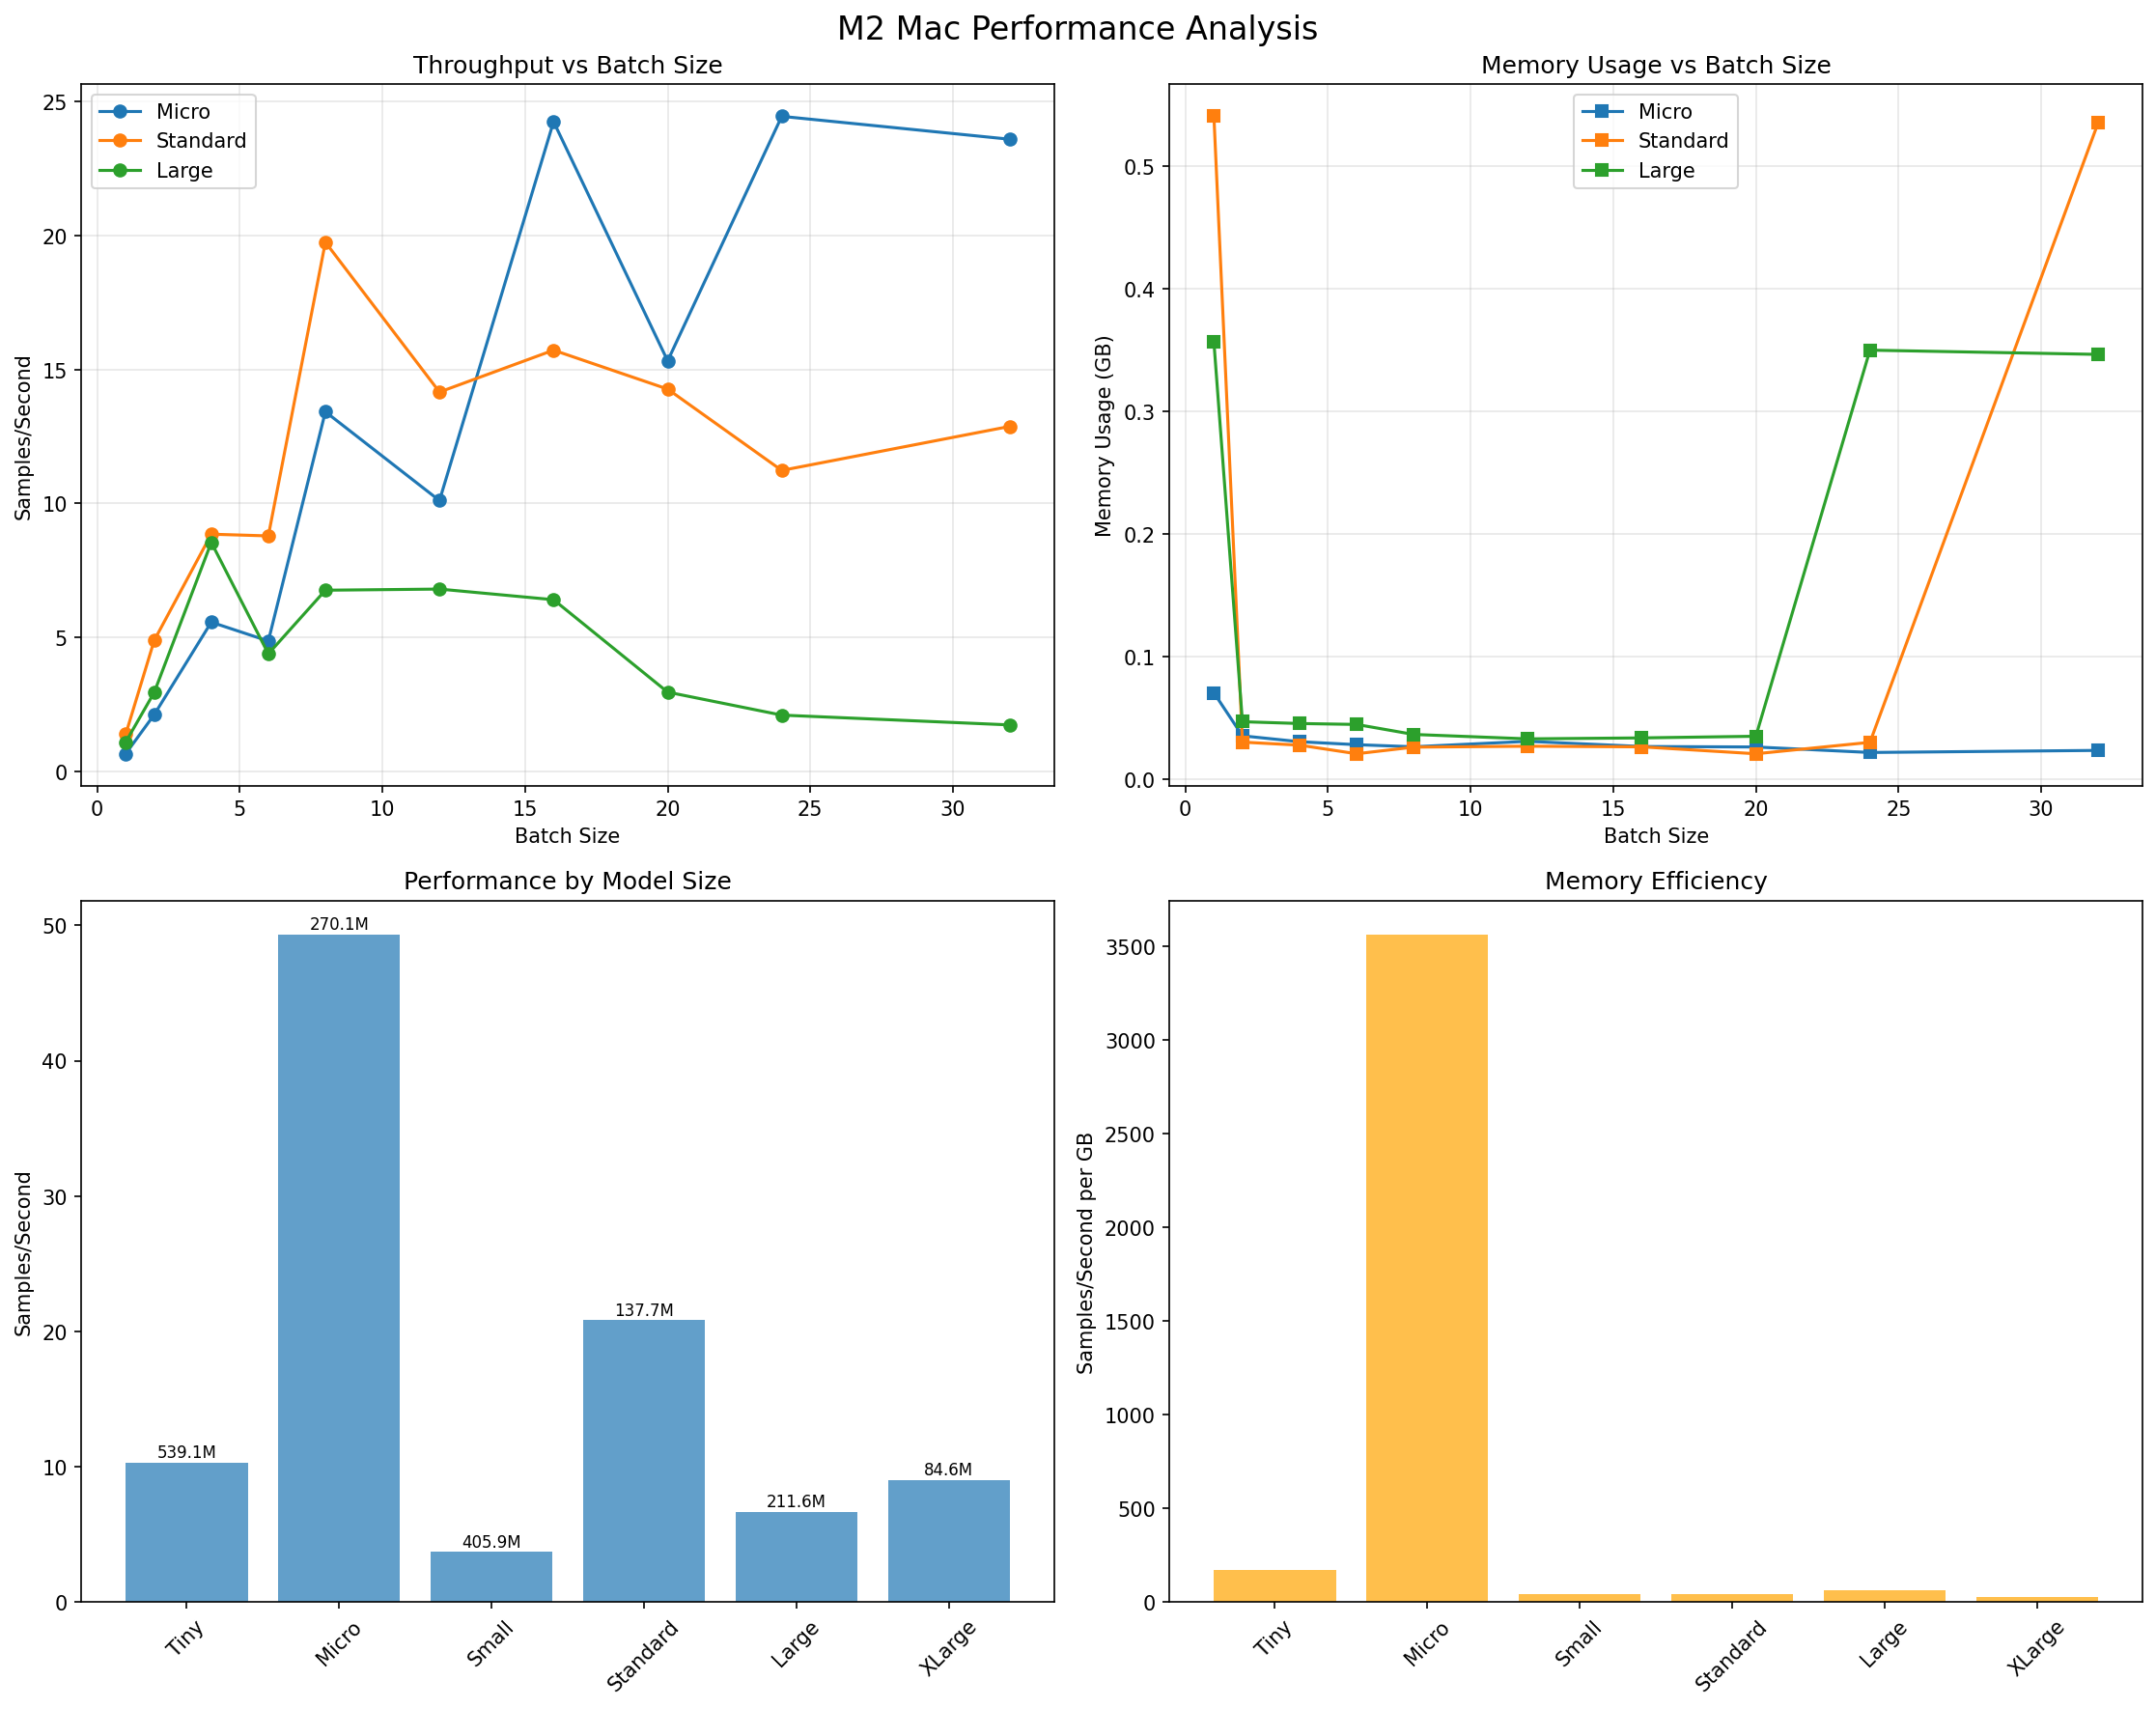 M2 Mac Performance Analysis
Throughput vs Batch Size
25
20
15
10
5
0
Samples/Second
Micro
Standard
Large
0 5 10 15 20 25 30
Batch Size
Memory Usage vs Batch Size
0.5
0.4
0.3
0.2
0.1
0.0
Memory Usage (GB)
Micro
Standard
Large
0 5 10 15 20 25 30
Batch Size
Performance by Model Size
50
40
30
20
10
0
Samples/Second
539.1M
270.1M
405.9M
137.7M
211.6M
84.6M
Tiny Micro Small Standard Large XLarge
Memory Efficiency
3500
3000
2500
2000
1500
1000
500
0
Samples/Second per GB
Tiny Micro Small Standard Large XLarge